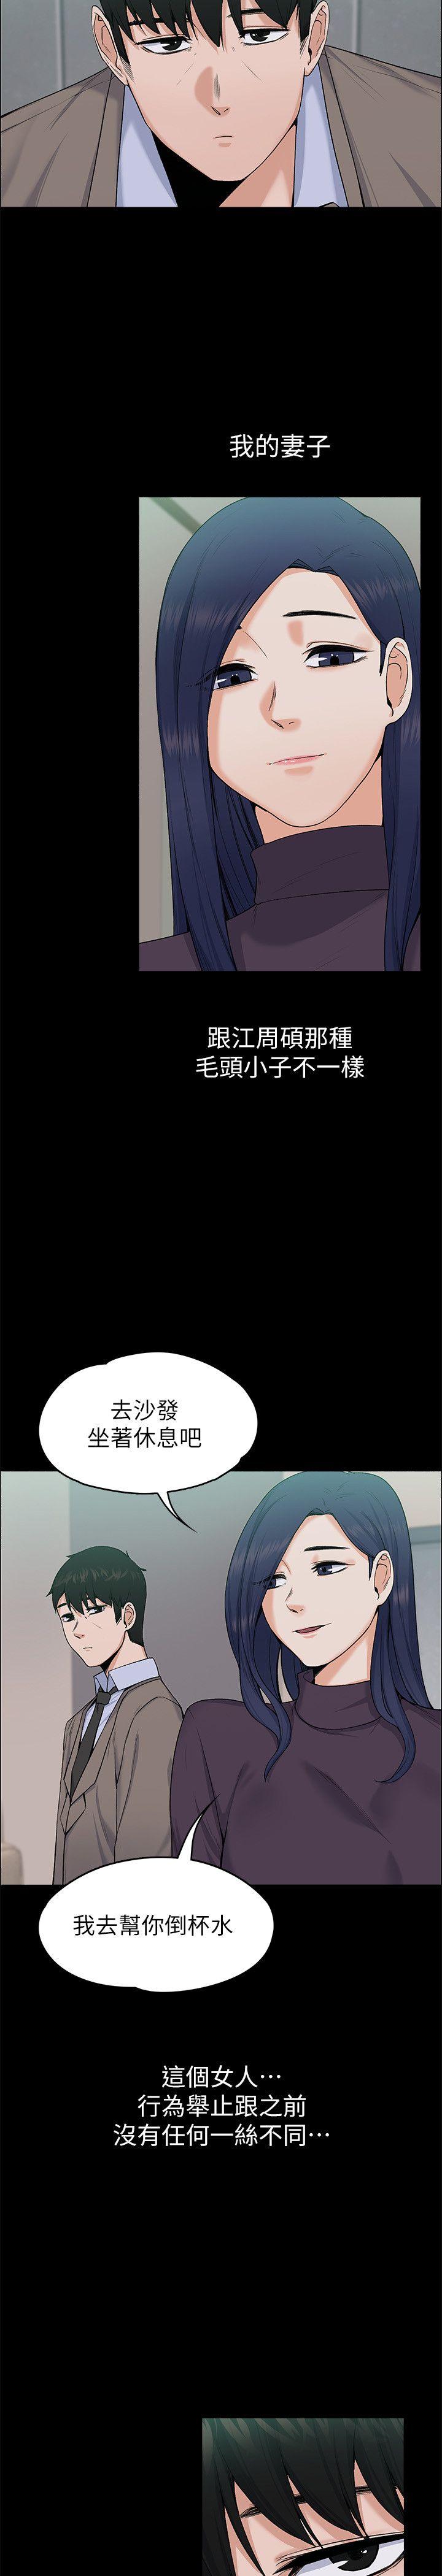 我的妻子
跟江周碩那種
毛頭小子不一樣
去沙發
坐著休息吧
我去幫你倒杯水
這個女人…
行為舉止跟之前
沒有任何一絲不同…